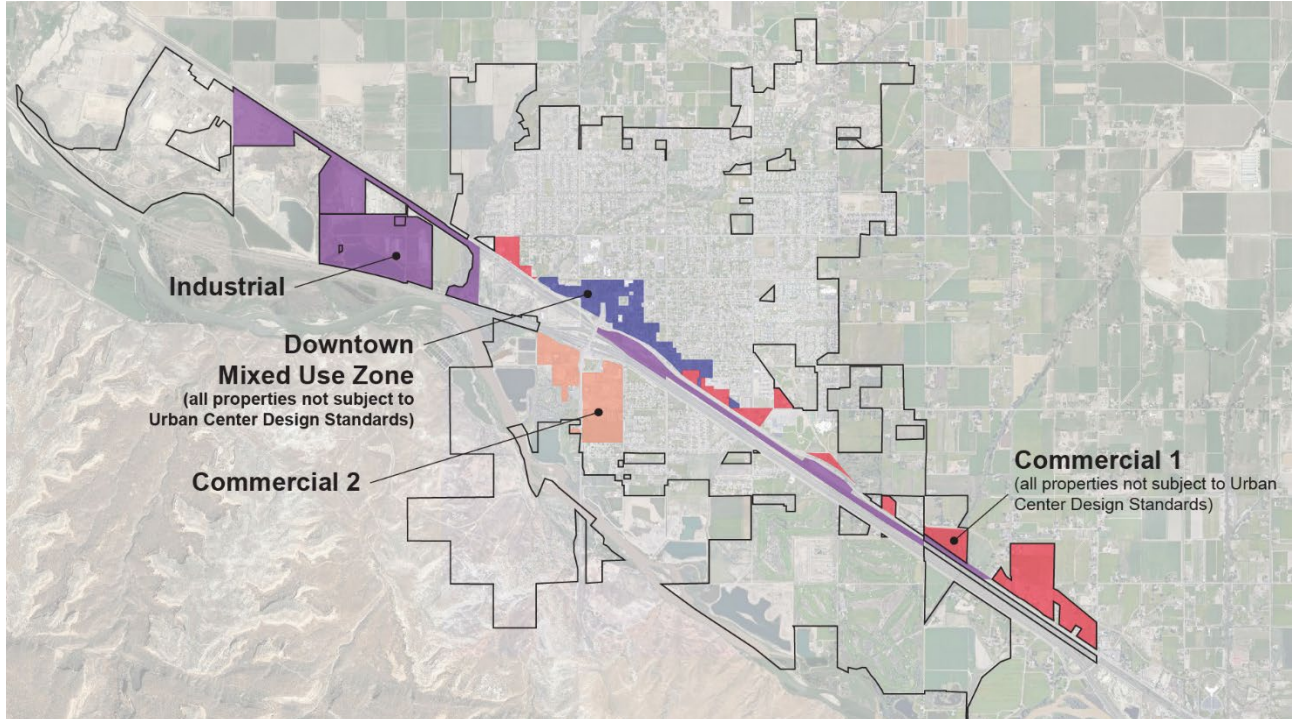 Industrial
Downtown
Mixed Use Zone
(all properties not subject to
Urban Center Design Standards)
Commercial 2
Commercial 1
(all properties not subject to Urban
Center Design Standards)